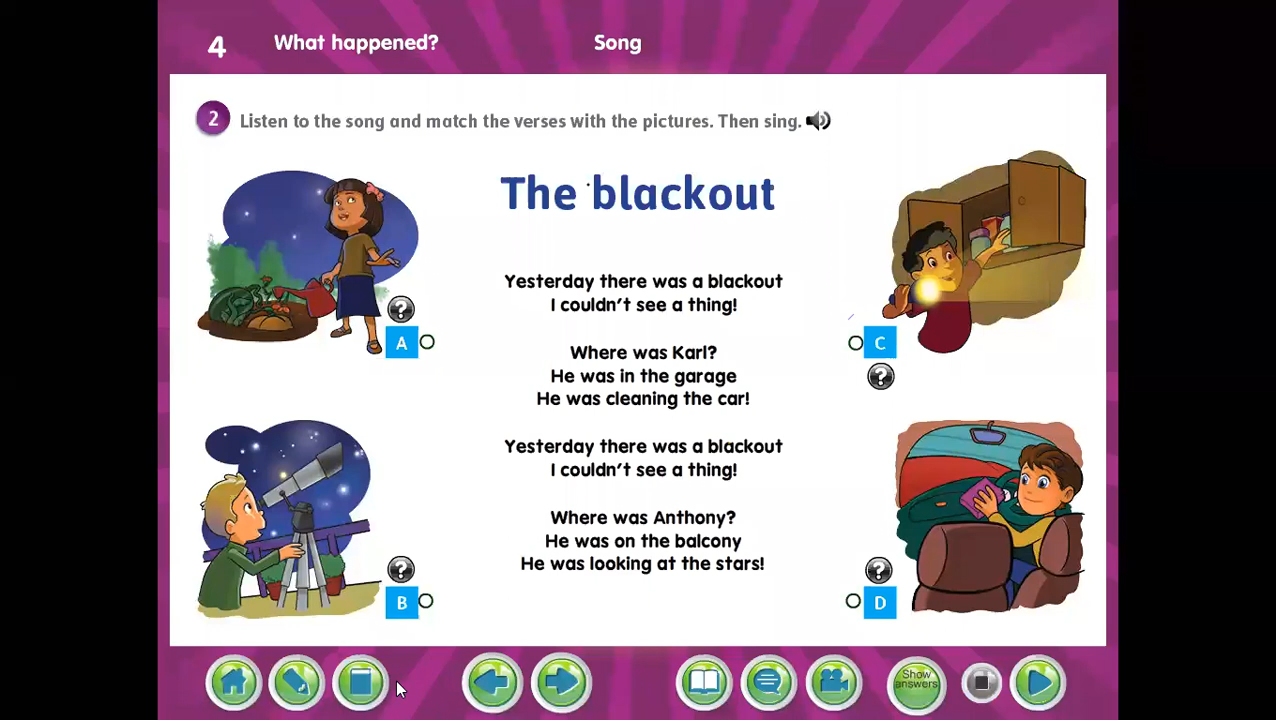 4 What happened? Song
2 Listen to the song and match the verses with the pictures. Then sing.
The blackout
Yesterday there was a blackout
I couldn't see a thing!
Where was Karl?
He was in the garage
He was cleaning the car!
Yesterday there was a blackout
I couldn't see a thing!
Where was Anthony?
He was on the balcony
He was looking at the stars!
?
A
?
B
C
?
?
D
Show
answers